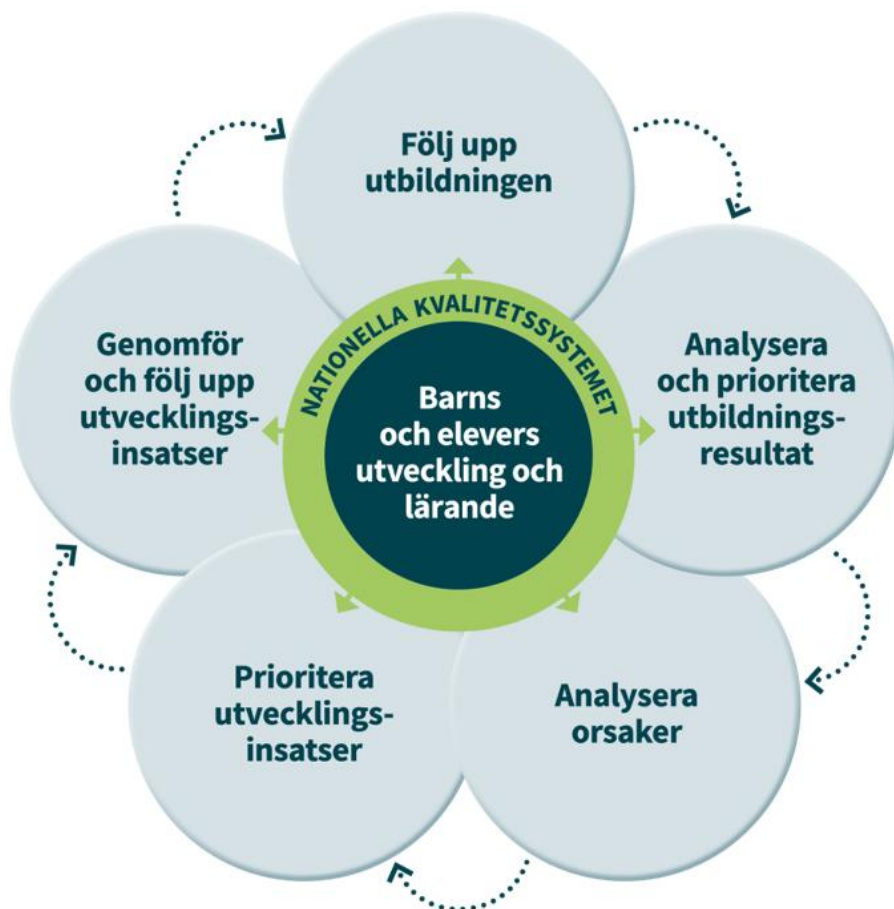 Följ upp
utbildningen
Analysera
och prioritera
utbildnings-
resultat
Analysera
orsaker
Prioritera
utvecklings-
insatser
Genomför
och följ upp
utvecklings-
insatser
NATIONELLA KVALITETSSYSTEMET
Barns
och elevers
utveckling och
lärande